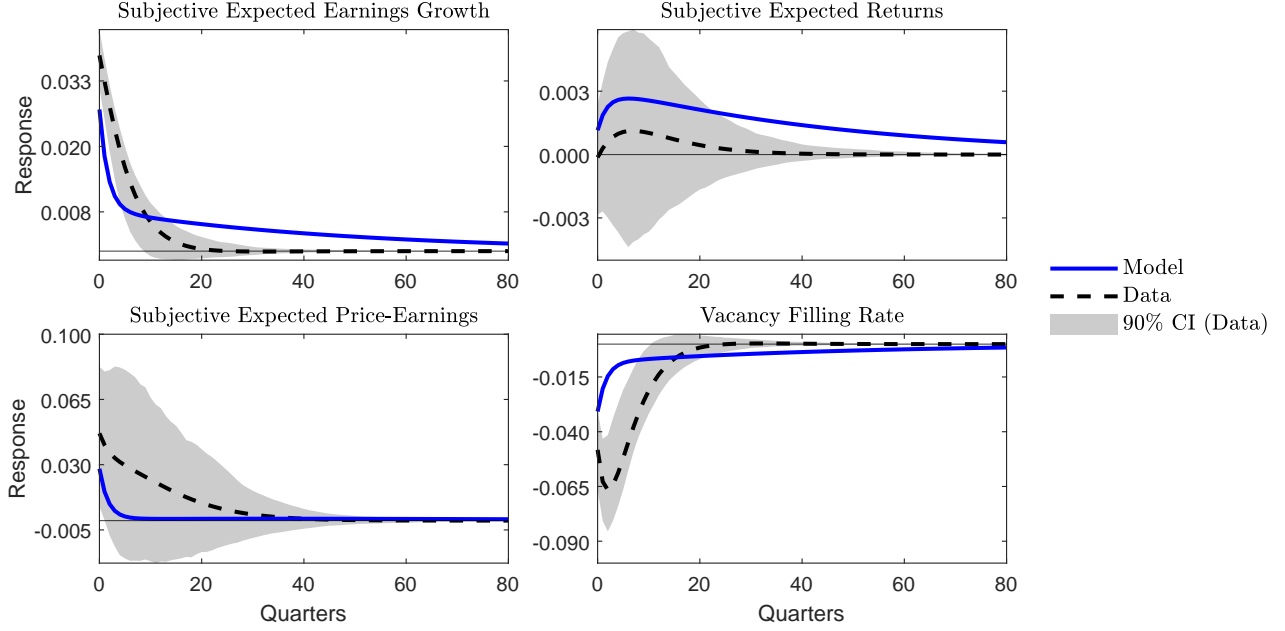 Subjective Expected Earnings Growth
Subjective Expected Returns
Response
0.033
0.020
0.008
0 20 40 60 80
0.003
0.000
-0.003
0 20 40 60 80
Model
Data
90% CI (Data)
Subjective Expected Price-Earnings
Vacancy Filling Rate
Response
0.100
0.065
0.030
-0.005
0 20 40 60 80
Quarters
-0.015
-0.040
-0.065
-0.090
0 20 40 60 80
Quarters